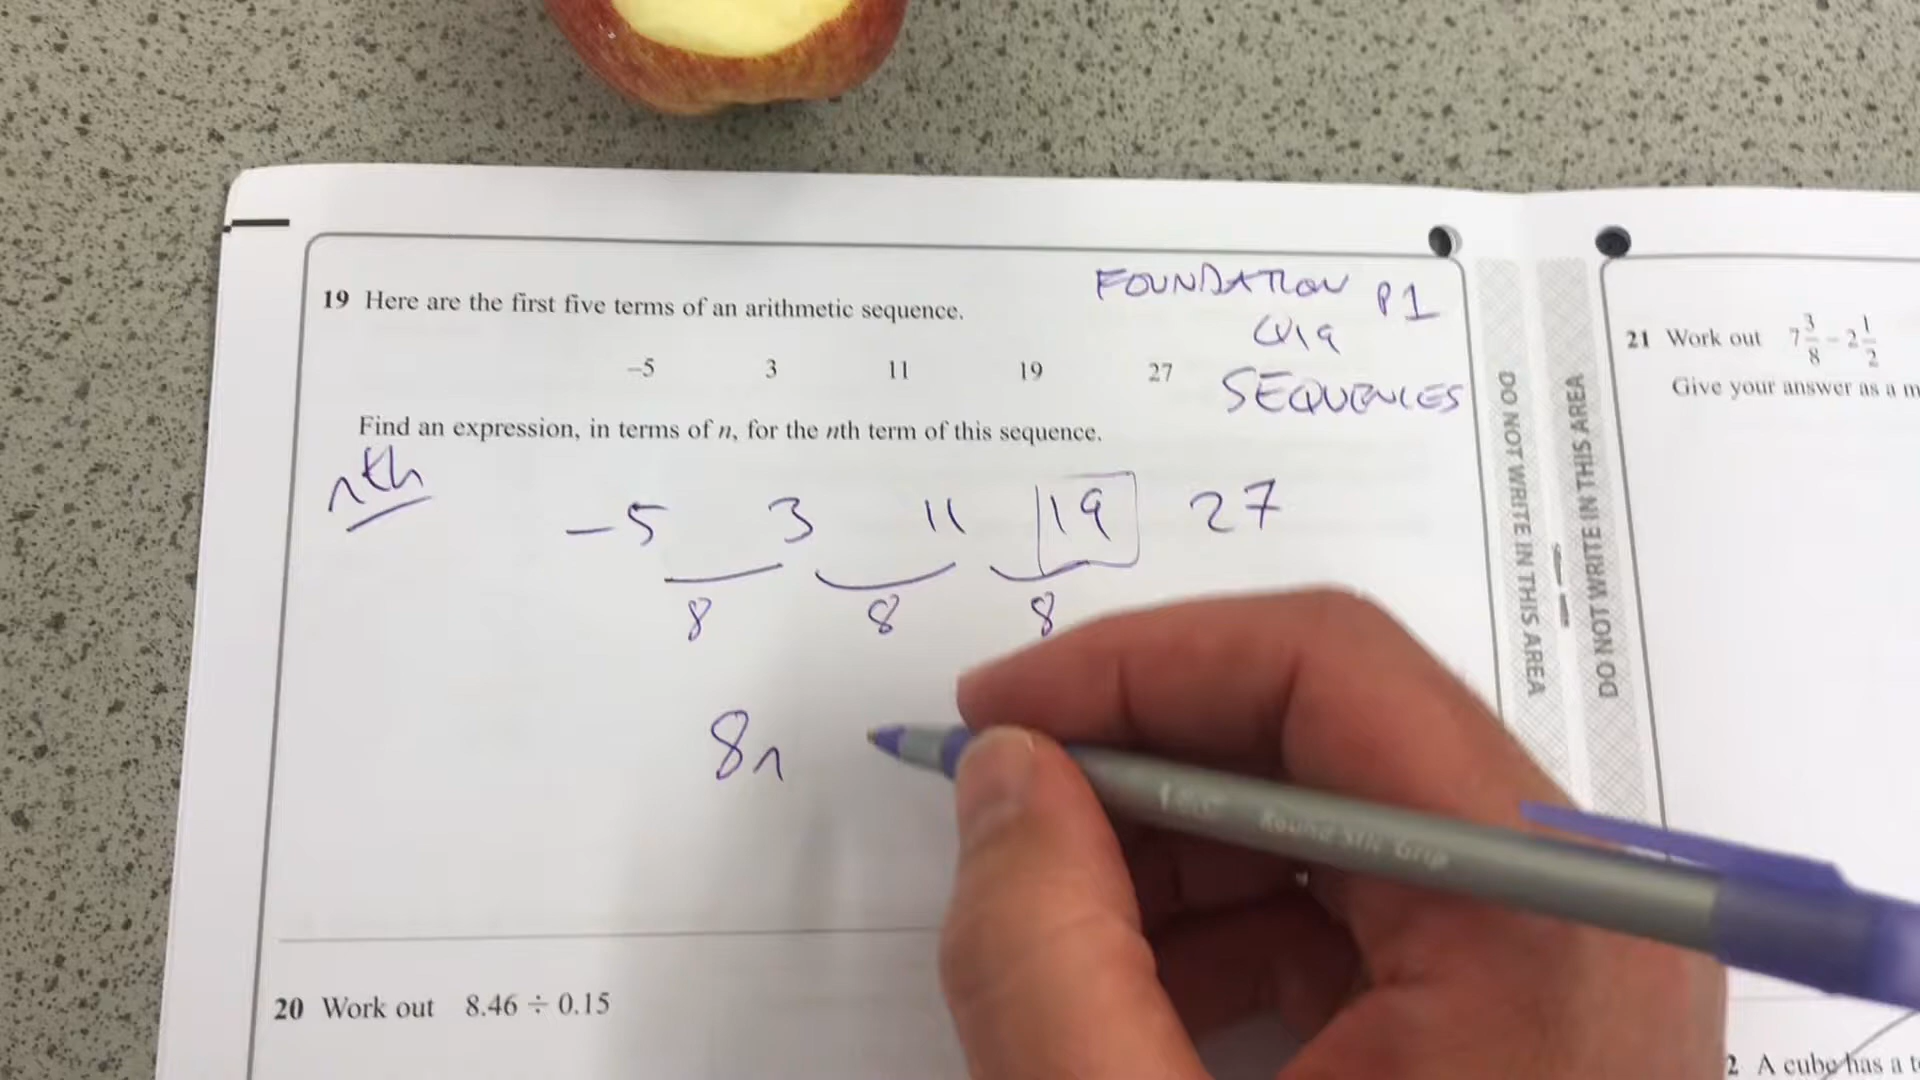 FOUNDATION P1
Q19
SEQUENCES
19 Here are the first five terms of an arithmetic sequence.
−5 3 11 19 27
Find an expression, in terms of n, for the nth term of this sequence.
nth
−5 3 11 19 27
8 8 8
8n
20 Work out 8.46 ÷ 0.15
DO NOT WRITE IN THIS AREA
DO NOT WRITE IN THIS AREA
21 Work out 7 3/8 − 2 1/2
Give your answer as a m
2 A cube has a t
Round Stic Grip